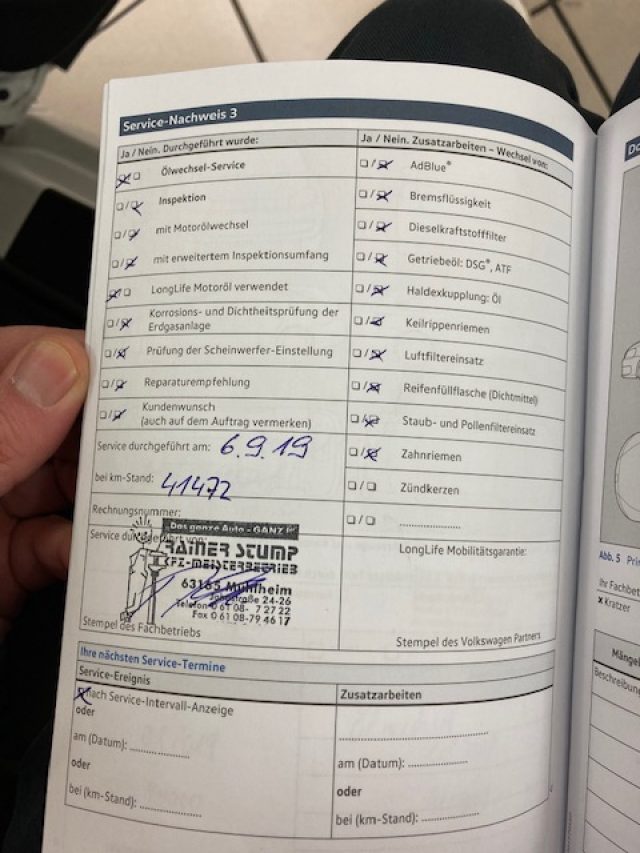 Service-Nachweis 3
Ja / Nein. Durchgeführt wurde:
Ölwechsel-Service
Inspektion
mit Motorölwechsel
mit erweitertem Inspektionsumfang
LongLife Motoröl verwendet
Korrosions- und Dichtheitsprüfung der
Erdgasanlage
Prüfung der Scheinwerfer-Einstellung
Reparaturempfehlung
Kundenwunsch
(auch auf dem Auftrag vermerken)
Service durchgeführt am: 6.9.19
bei km-Stand: 41472
Rechnungsnummer:
Service durchgeführt von:
Das ganze Auto - GANZ
RAINER STUMP
KFZ-MEISTERBETRIEB
63165 Mühlheim
24-26
Telefon 0 61 08- 7 27 22
Fax 0 61 08-79 46 17
Stempel des Fachbetriebs
Ja / Nein. Zusatzarbeiten – Wechsel von:
AdBlue®
Bremsflüssigkeit
Dieselkraftstofffilter
Getriebeöl: DSG®, ATF
Haldexkupplung: Öl
Keilrippenriemen
Luftfiltereinsatz
Reifenfüllflasche (Dichtmittel)
Staub- und Pollenfiltereinsatz
Zahnriemen
Zündkerzen
LongLife Mobilitätsgarantie:
Stempel des Volkswagen Partners
Ihre nächsten Service-Termine
Service-Ereignis
nach Service-Intervall-Anzeige
oder
am (Datum):
oder
bei (km-Stand):
Zusatzarbeiten
am (Datum):
oder
bei (km-Stand):
Abb. 5
Ihr
x Kratzer